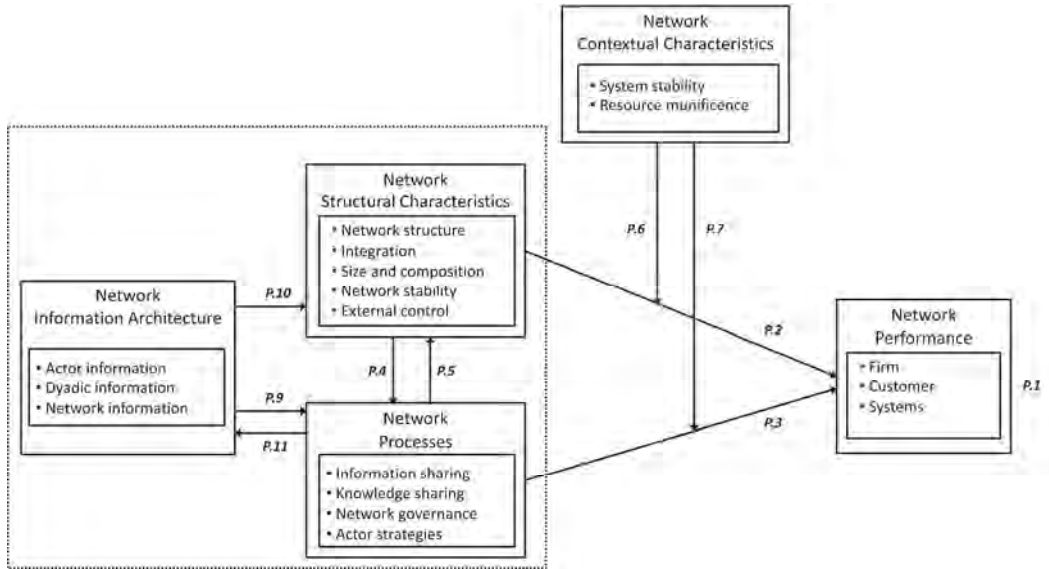 Network
Contextual Characteristics
• System stability
• Resource munificence
Network
Structural Characteristics
• Network structure
• Integration
• Size and composition
• Network stability
• External control
P.6
P.7
P.10
Network
Information Architecture
• Actor information
• Dyadic information
• Network information
P.4
P.5
P.2
Network
Performance
• Firm
• Customer
• Systems
P.1
P.9
P.11
Network
Processes
• Information sharing
• Knowledge sharing
• Network governance
• Actor strategies
P.3